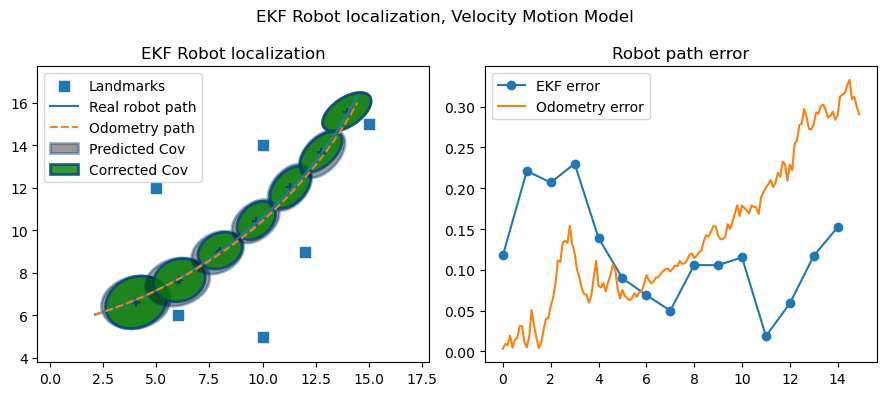 EKF Robot localization, Velocity Motion Model
EKF Robot localization
Landmarks
Real robot path
Odometry path
Predicted Cov
Corrected Cov
16
14
12
10
8
6
4
0.0 2.5 5.0 7.5 10.0 12.5 15.0 17.5
Robot path error
EKF error
Odometry error
0.30
0.25
0.20
0.15
0.10
0.05
0.00
0 2 4 6 8 10 12 14